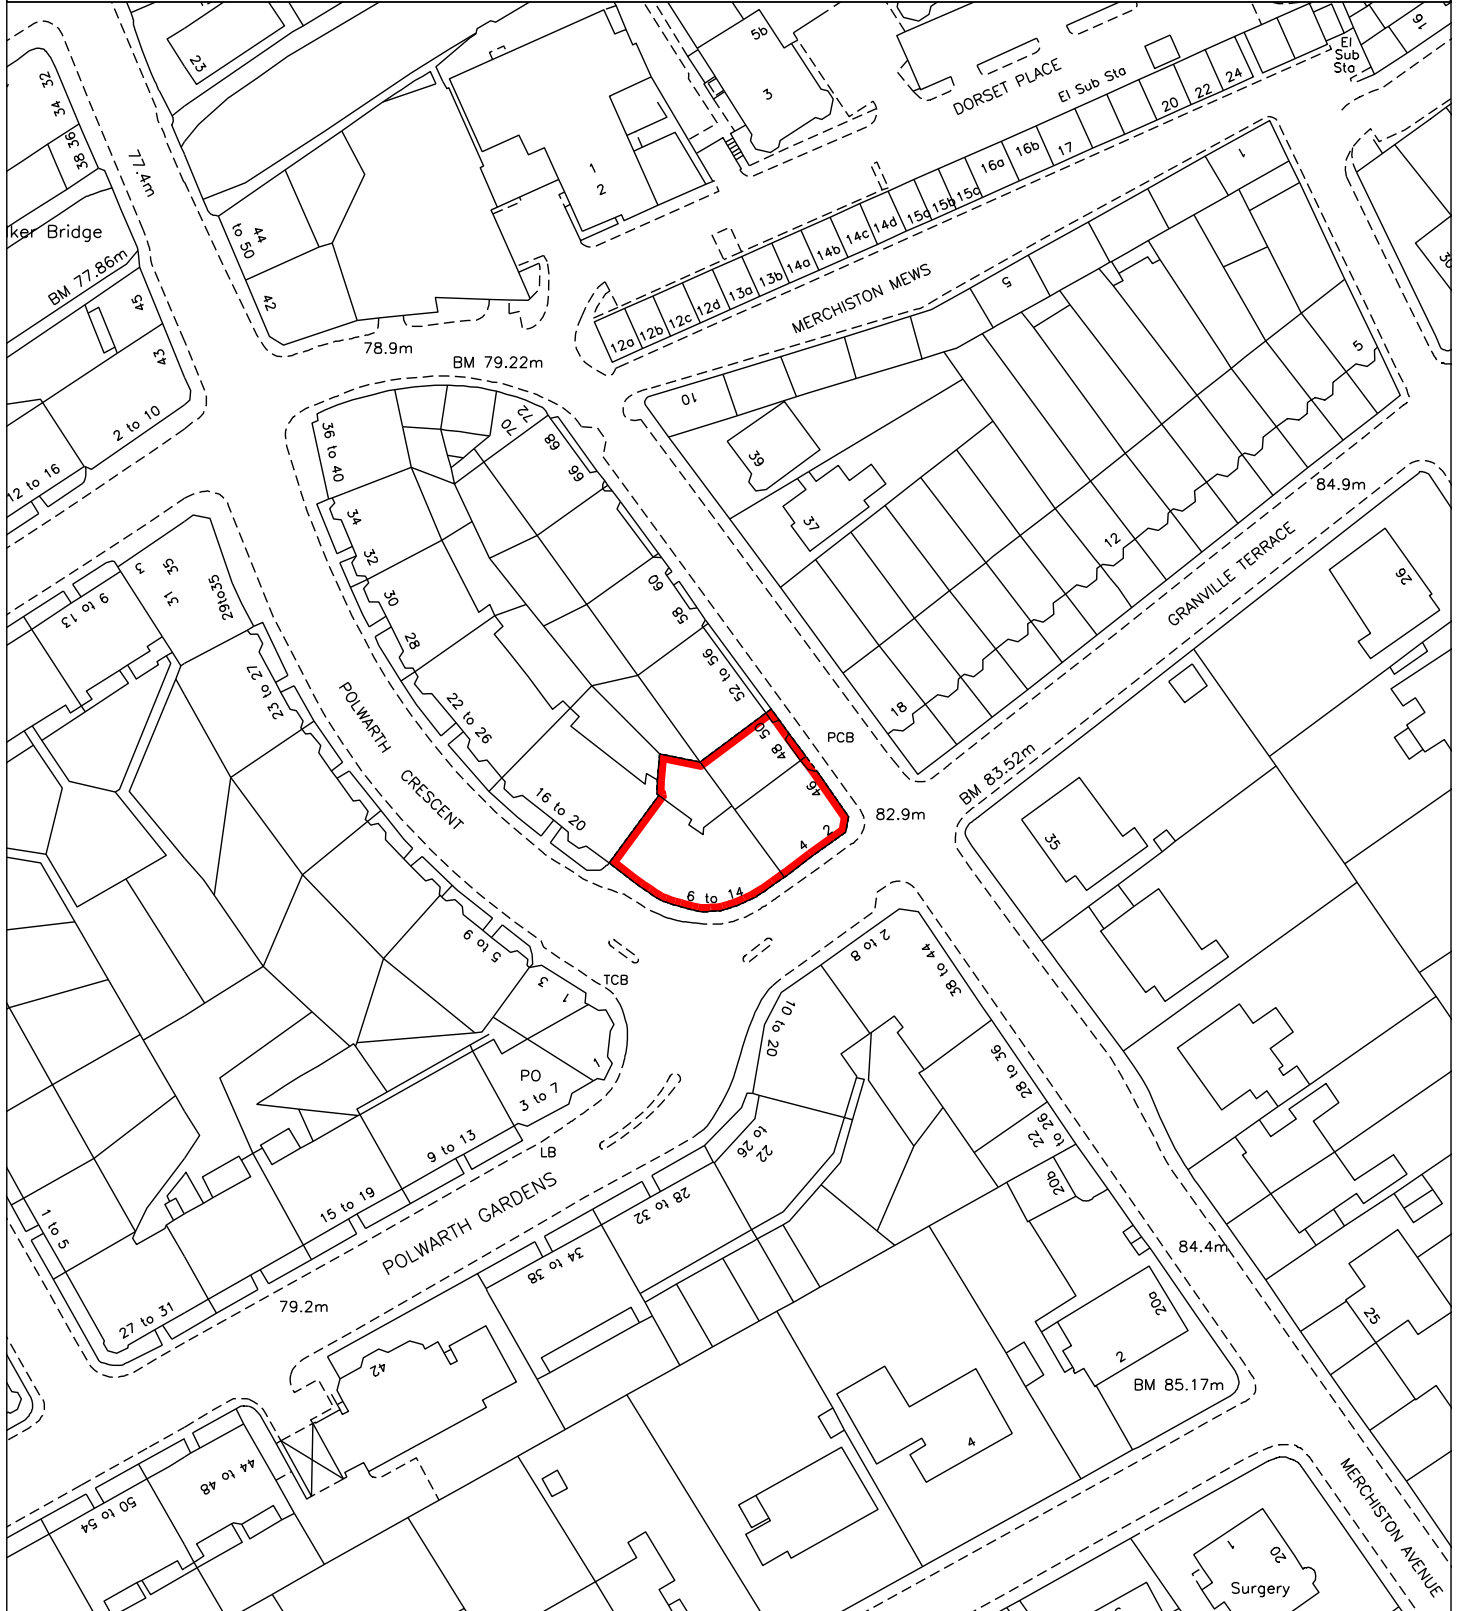 23
5b
3
16
El
Sub
Sta
DORSET PLACE
El Sub Sta
24
22
20
17
16b
16a
15c
15b
15a
14d
14c
14b
14a
13b
13a
12d
12c
12b
12a
32
34
38 36
77.4m
ker Bridge
BM 77.86m
44
to 50
42
1
2
1
45
43
2 to 10
12 to 16
78.9m
BM 79.22m
MERCHISTON MEWS
5
5
10
39
37
12
18
30
84.9m
GRANVILLE TERRACE
26
36 to 40
34
32
30
28
22 to 26
16 to 20
72
70
68
66
60
58
52 to 56
50
48
46
2
4
6 to 14
PCB
82.9m
BM 83.52m
35
3
35
31
29to35
9 to 13
23 to 27
POLWARTH
CRESCENT
5 to 9
3
1
TCB
1
PO
3 to 7
LB
9 to 13
15 to 19
27 to 31
1 to 5
POLWARTH GARDENS
79.2m
2 to 8
38 to 44
10 to 20
28 to 36
22
to 26
20b
22
to 26
28 to 32
34 to 38
42
44 to 48
50 to 54
84.4m
20a
2
25
BM 85.17m
4
MERCHISTON AVENUE
1
20
Surgery